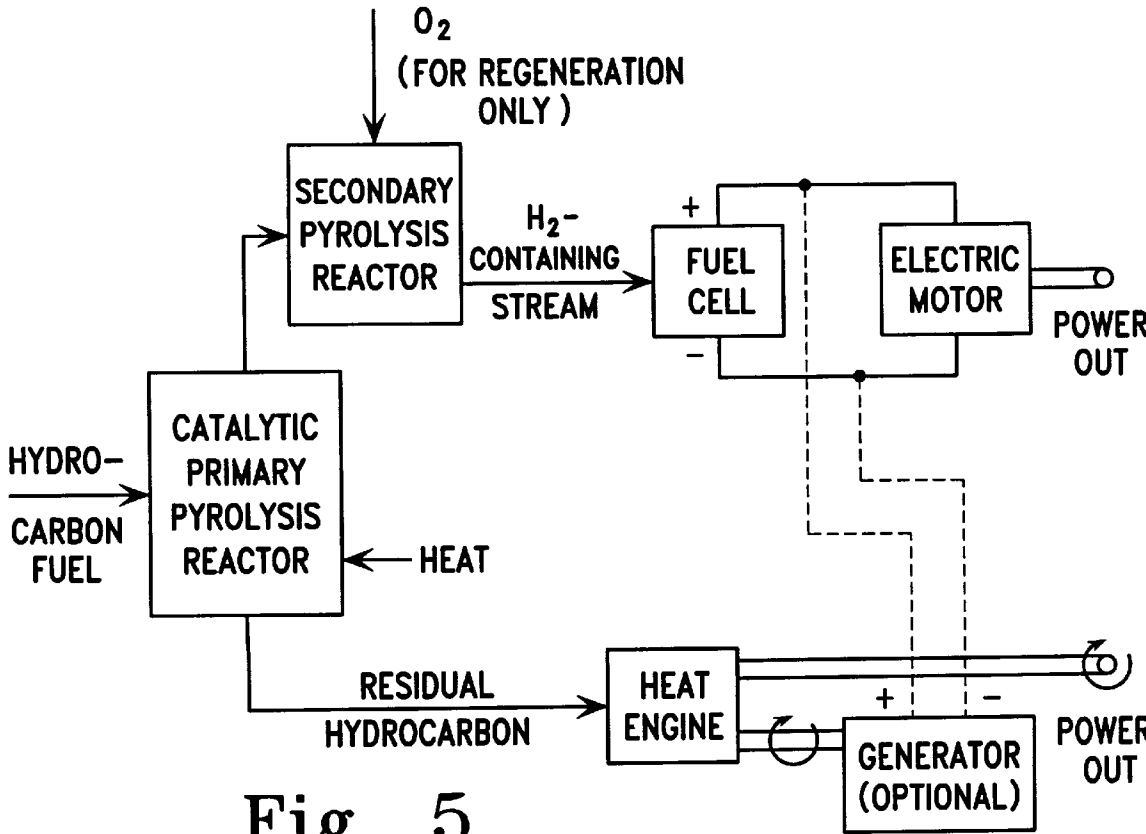 O₂
(FOR REGENERATION
ONLY)
SECONDARY
PYROLYSIS
REACTOR
H₂-
CONTAINING
STREAM
+
FUEL
CELL
-
ELECTRIC
MOTOR
POWER
OUT
CATALYTIC
PRIMARY
PYROLYSIS
REACTOR
HYDRO-
CARBON
FUEL
HEAT
RESIDUAL
HYDROCARBON
HEAT
ENGINE
+ -
GENERATOR
(OPTIONAL)
POWER
OUT
Fig. 5